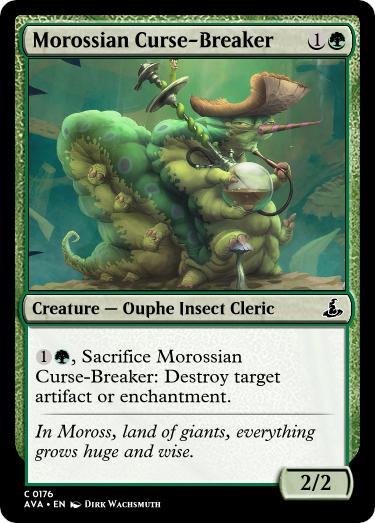 Morossian Curse-Breaker 1
Creature — Ouphe Insect Cleric
1, Sacrifice Morossian
Curse-Breaker: Destroy target
artifact or enchantment.
In Moross, land of giants, everything
grows huge and wise.
2/2
C 0176
AVA • EN Dirk Wachsmuth